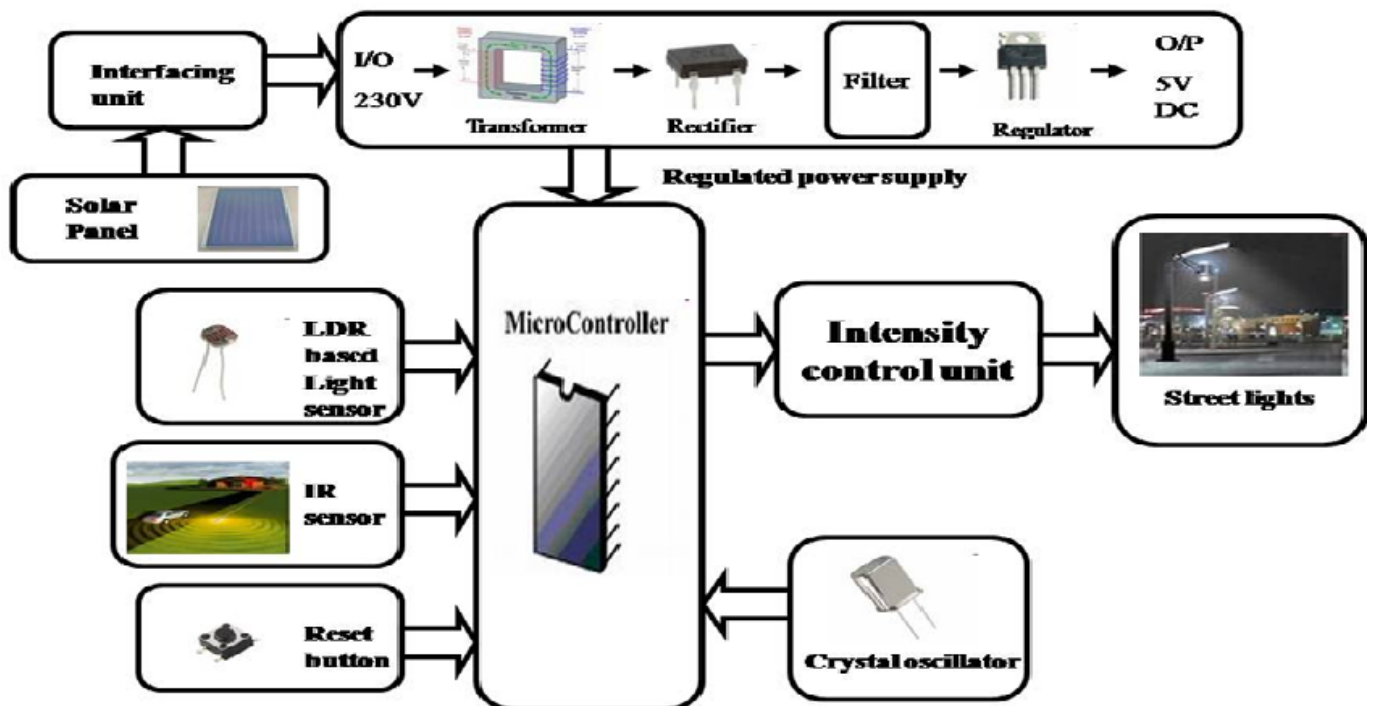 Interfacing
unit
I/O
230V
Transformer
Rectifier
Filter
Regulator
O/P
5V
DC
Regulated power supply
Solar
Panel
LDR
based
Light
sensor
MicroController
Intensity
control unit
Street lights
IR
sensor
Reset
button
Crystal oscillator